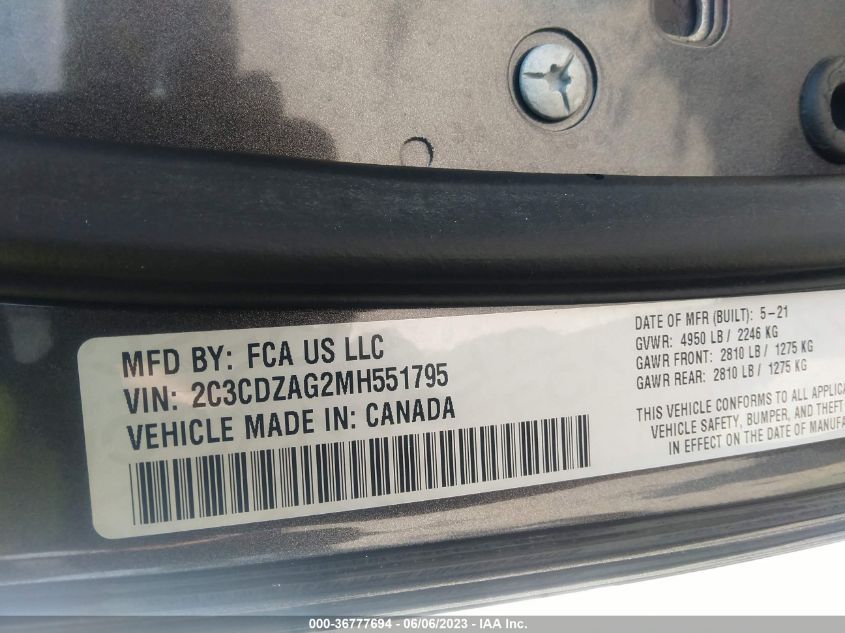 MFD BY: FCA US LLC
VIN: 2C3CDZAG2MH551795
VEHICLE MADE IN: CANADA
DATE OF MFR (BUILT): 5-21
GVWR: 4950 LB / 2246 KG
GAWR FRONT: 2810 LB / 1275 KG
GAWR REAR: 2810 LB / 1275 KG
THIS VEHICLE CONFORMS TO ALL
VEHICLE SAFETY, BUMPER, AND THEFT
IN EFFECT ON THE DATE OF MANUFA
000-36777694 - 06/06/2023 - IAA Inc.